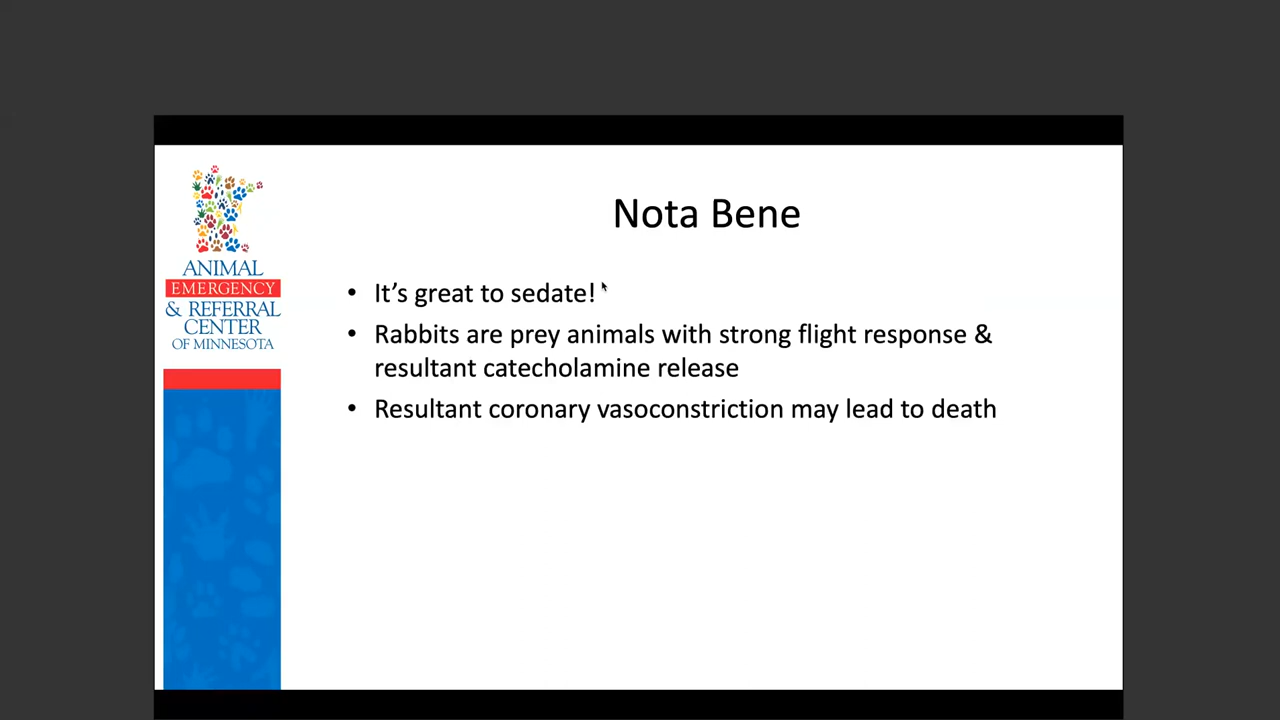 Nota Bene
ANIMAL
EMERGENCY
& REFERRAL
CENTER
OF MINNESOTA
• It’s great to sedate!
• Rabbits are prey animals with strong flight response &
resultant catecholamine release
• Resultant coronary vasoconstriction may lead to death